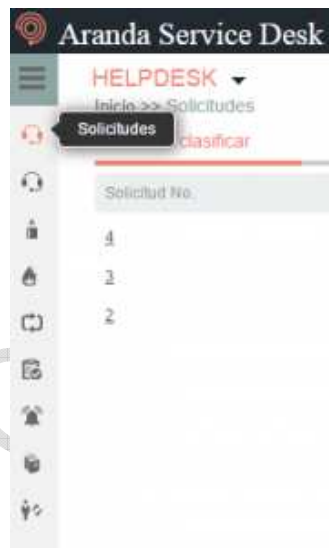 Aranda Service Desk
HELPDESK
Inicio >> Solicitudes
Solicitudes
clasificar
Solicitud No.
4
3
2